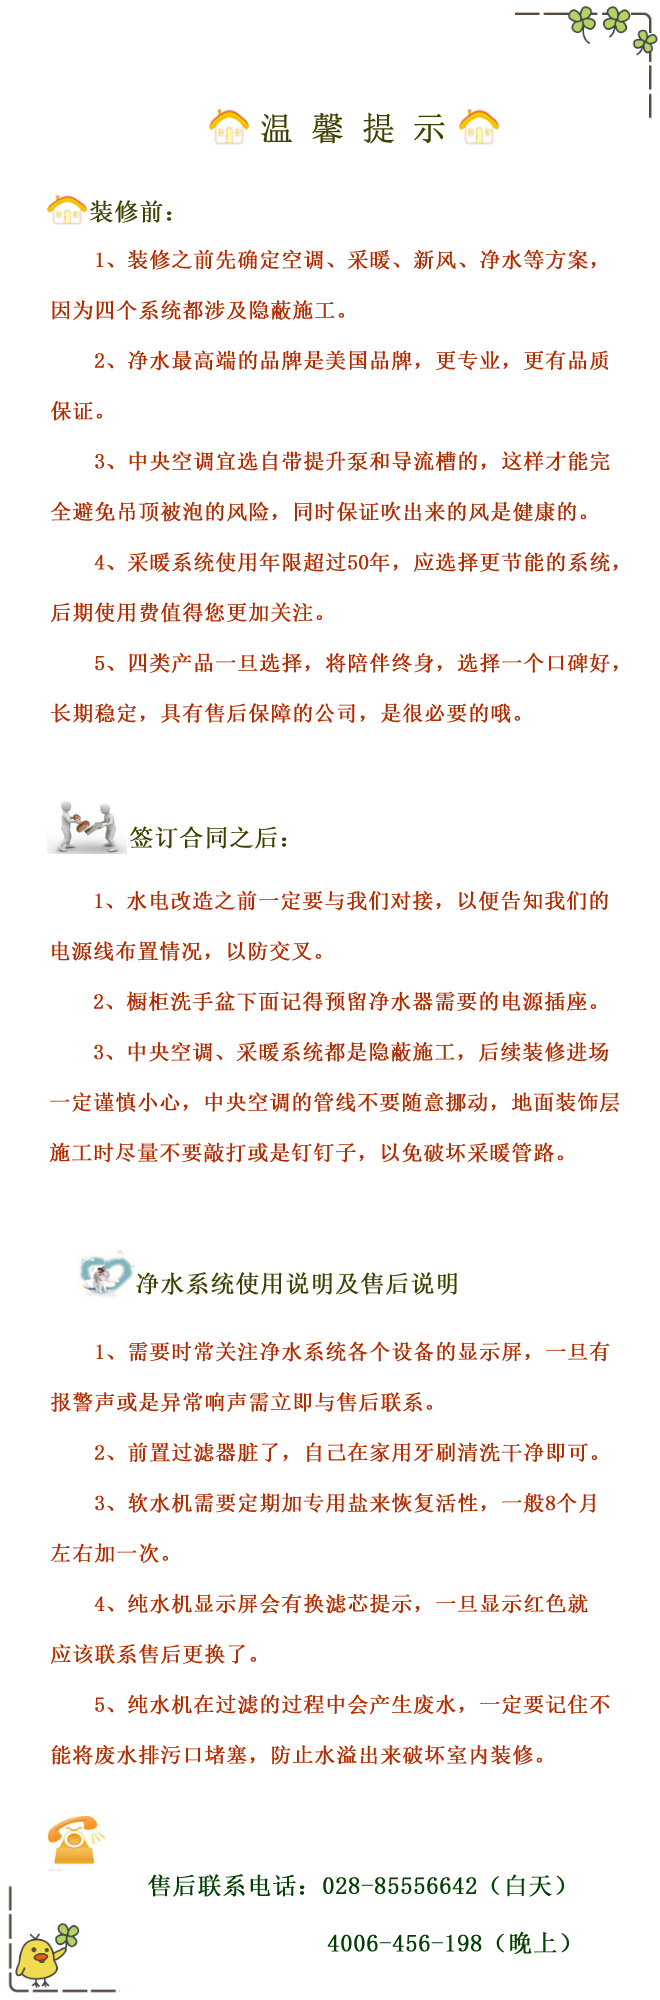 温馨提示
装修前：
1、装修之前先确定空调、采暖、新风、净水等方案，
因为四个系统都涉及隐蔽施工。
2、净水最高端的品牌是美国品牌，更专业，更有品质
保证。
3、中央空调宜选自带提升泵和导流槽的，这样才能完
全避免吊顶被泡的风险，同时保证吹出来的风是健康的。
4、采暖系统使用年限超过50年，应选择更节能的系统，
后期使用费值得您更加关注。
5、四类产品一旦选择，将陪伴终身，选择一个口碑好，
长期稳定，具有售后保障的公司，是很必要的哦。
签订合同之后：
1、水电改造之前一定要与我们对接，以便告知我们的
电源线布置情况，以防交叉。
2、橱柜洗手盆下面记得预留净水器需要的电源插座。
3、中央空调、采暖系统都是隐蔽施工，后续装修进场
一定谨慎小心，中央空调的管线不要随意挪动，地面装饰层
施工时尽量不要敲打或是钉钉子，以免破坏采暖管路。
净水系统使用说明及售后说明
1、需要时常关注净水系统各个设备的显示屏，一旦有
报警声或是异常响声需立即与售后联系。
2、前置过滤器脏了，自己在家用牙刷清洗干净即可。
3、软水机需要定期加专用盐来恢复活性，一般8个月
左右加一次。
4、纯水机显示屏会有换滤芯提示，一旦显示红色就
应该联系售后更换了。
5、纯水机在过滤的过程中会产生废水，一定要记住不
能将废水排污口堵塞，防止水溢出来破坏室内装修。
售后联系电话：028-85556642（白天）
4006-456-198（晚上）